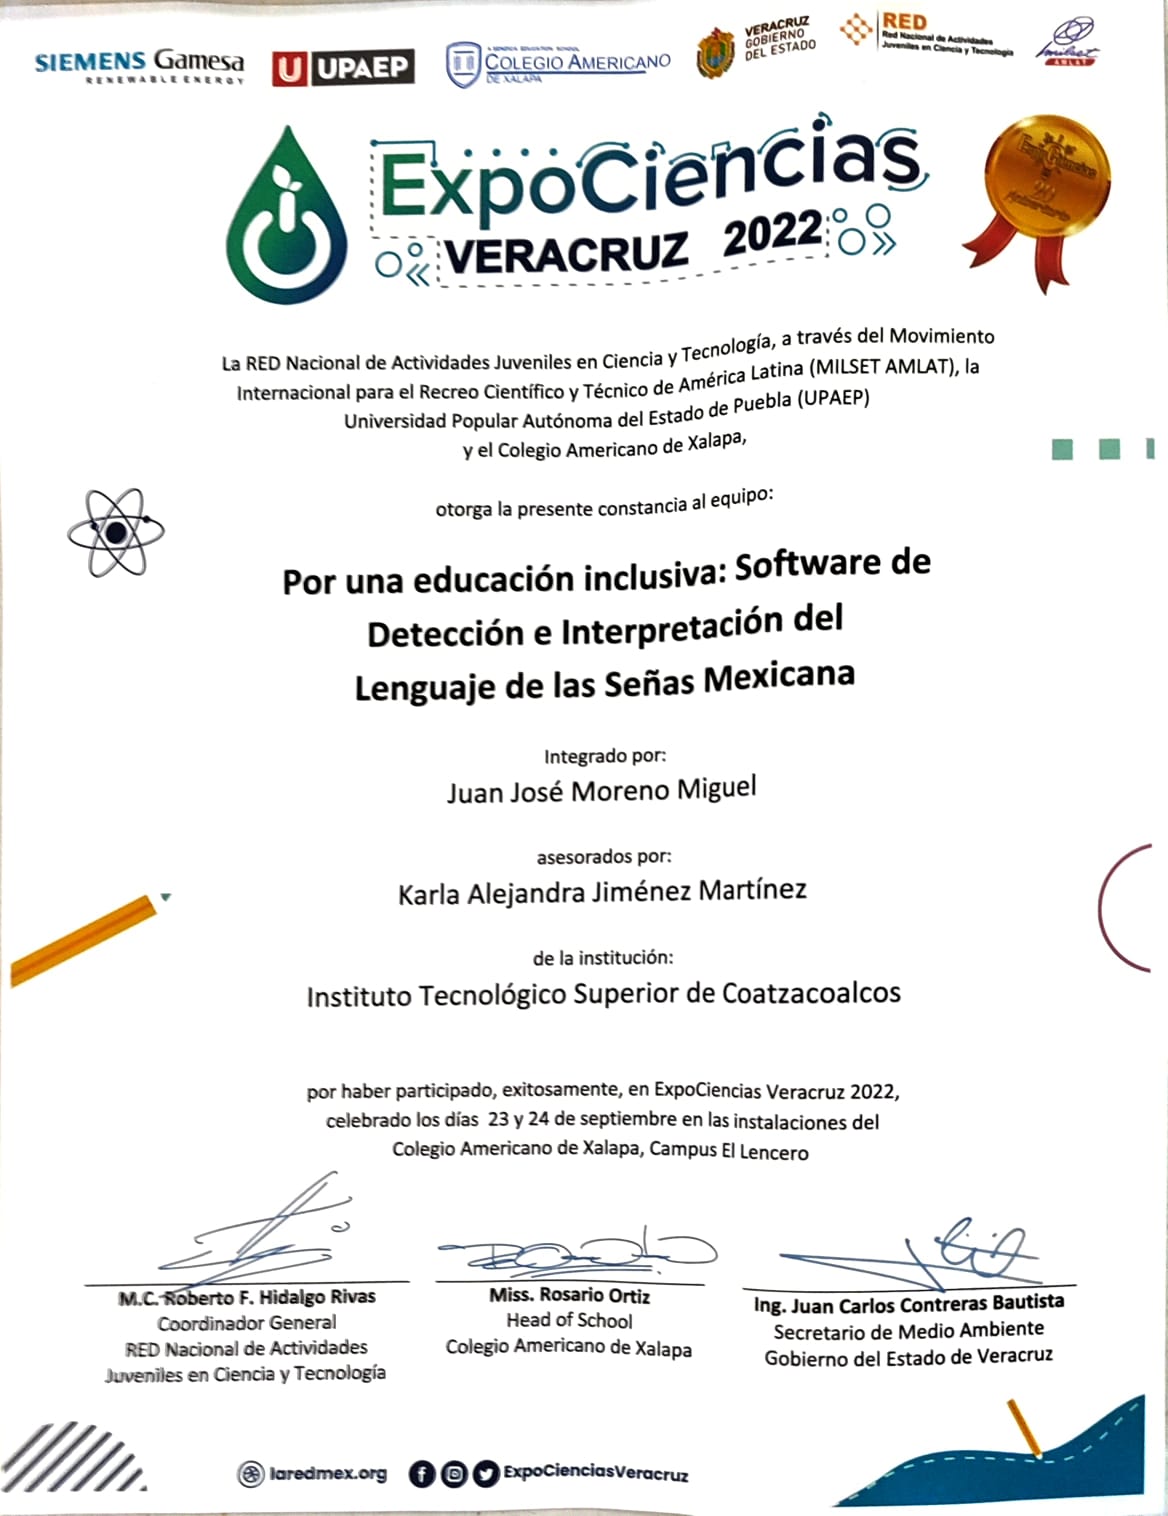 SIEMENS Gamesa
RENEWABLE ENERGY
U UPAEP
COLEGIO AMERICANO
DE XALAPA
VERACRUZ
GOBIERNO
DEL ESTADO
RED
Red Nacional de Actividades
Juveniles en Ciencia y Tecnología
milset
AMLAT
ExpoCiencias
VERACRUZ 2022
20
Aniversario
La RED Nacional de Actividades Juveniles en Ciencia y Tecnología, a través del Movimiento
Internacional para el Recreo Científico y Técnico de América Latina (MILSET AMLAT), la
Universidad Popular Autónoma del Estado de Puebla (UPAEP)
y el Colegio Americano de Xalapa,
otorga la presente constancia al equipo:
Por una educación inclusiva: Software de
Detección e Interpretación del
Lenguaje de las Señas Mexicana
Integrado por:
Juan José Moreno Miguel
asesorados por:
Karla Alejandra Jiménez Martínez
de la institución:
Instituto Tecnológico Superior de Coatzacoalcos
por haber participado, exitosamente, en ExpoCiencias Veracruz 2022,
celebrado los días 23 y 24 de septiembre en las instalaciones del
Colegio Americano de Xalapa, Campus El Lencero
M.C. Roberto F. Hidalgo Rivas
Coordinador General
RED Nacional de Actividades
Juveniles en Ciencia y Tecnología
Miss. Rosario Ortiz
Head of School
Colegio Americano de Xalapa
Ing. Juan Carlos Contreras Bautista
Secretario de Medio Ambiente
Gobierno del Estado de Veracruz
laredmex.org
ExpoCienciasVeracruz